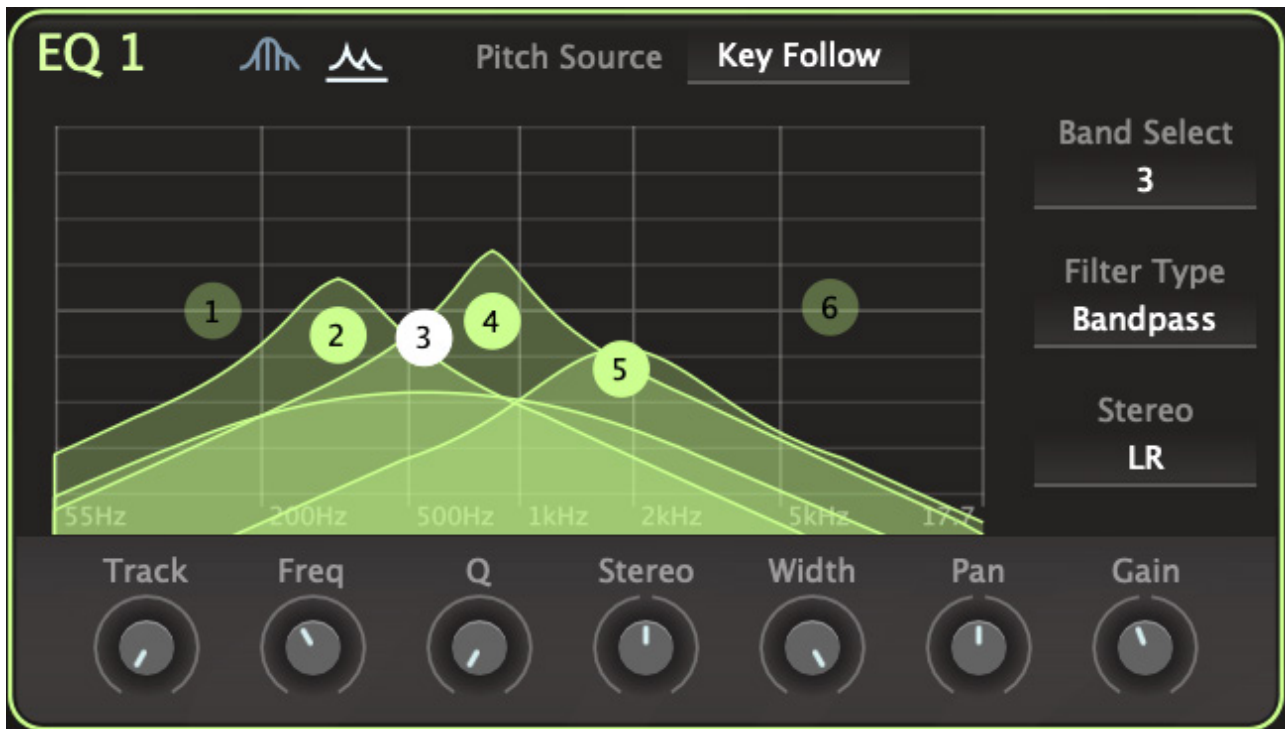 EQ 1
Pitch Source Key Follow
Band Select
3
Filter Type
Bandpass
Stereo
LR
1 2 3 4 5 6
55Hz 200Hz 500Hz 1kHz 2kHz 5kHz 17.7
Track Freq Q Stereo Width Pan Gain